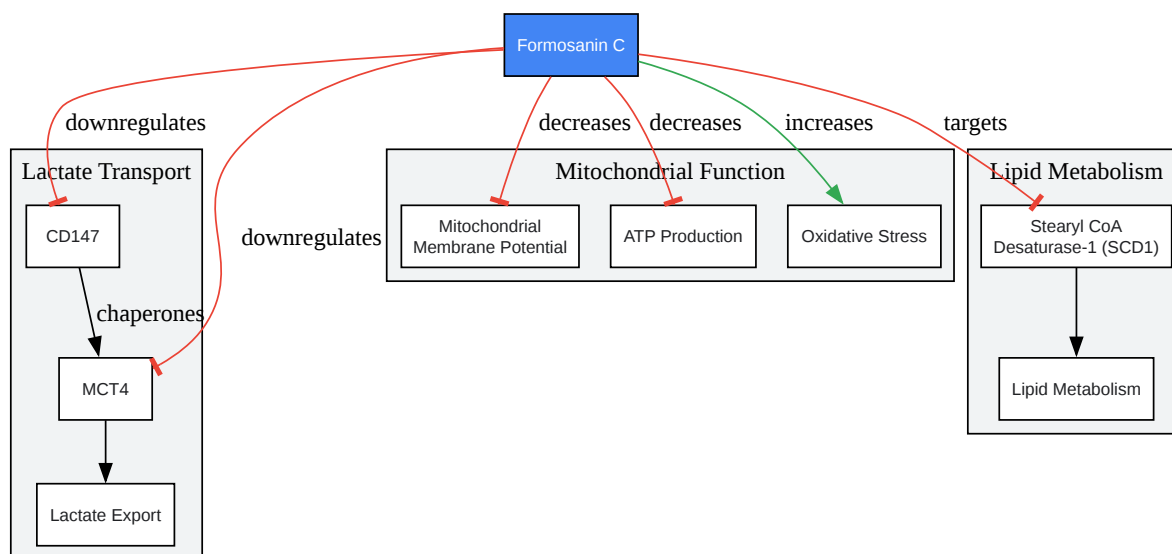 Formosanin C
downregulates
decreases
decreases
increases
targets
Lactate Transport
Mitochondrial Function
Lipid Metabolism
CD147
downregulates
Mitochondrial
Membrane Potential
ATP Production
Oxidative Stress
Stearyl CoA
Desaturase-1 (SCD1)
chaperones
MCT4
Lipid Metabolism
Lactate Export